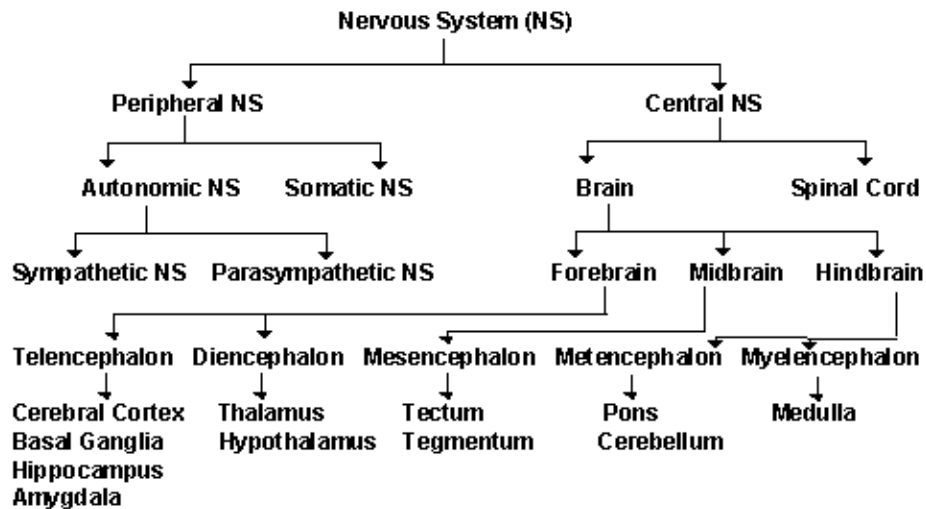 Nervous System (NS)
Peripheral NS
Central NS
Autonomic NS
Somatic NS
Brain
Spinal Cord
Sympathetic NS
Parasympathetic NS
Forebrain
Midbrain
Hindbrain
Telencephalon
Diencephalon
Mesencephalon
Metencephalon
Myelencephalon
Cerebral Cortex
Basal Ganglia
Hippocampus
Amygdala
Thalamus
Hypothalamus
Tectum
Tegmentum
Pons
Cerebellum
Medulla